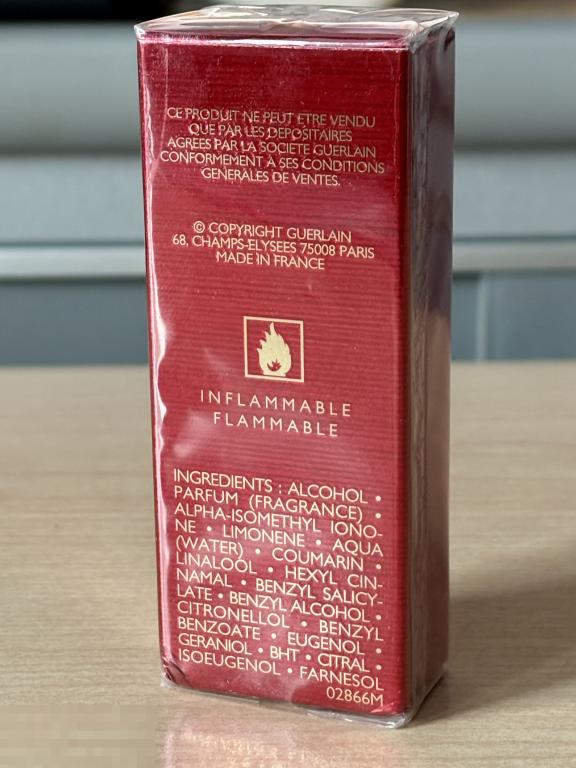 CE PRODUIT NE PEUT ETRE VENDU
QUE PAR LES DEPOSITAIRES
AGREES PAR LA SOCIETE GUERLAIN
CONFORMEMENT A SES CONDITIONS
GENERALES DE VENTES.
© COPYRIGHT GUERLAIN
68, CHAMPS-ELYSEES 75008 PARIS
MADE IN FRANCE
INFLAMMABLE
FLAMMABLE
INGREDIENTS : ALCOHOL •
PARFUM (FRAGRANCE) •
ALPHA-ISOMETHYL IONO-
NE • LIMONENE • AQUA
(WATER) • COUMARIN •
LINALOOL • HEXYL CIN-
NAMAL • BENZYL SALICY-
LATE • BENZYL ALCOHOL •
CITRONELLOL • BENZYL
BENZOATE • EUGENOL •
GERANIOL • BHT • CITRAL •
ISOEUGENOL • FARNESOL
02866M